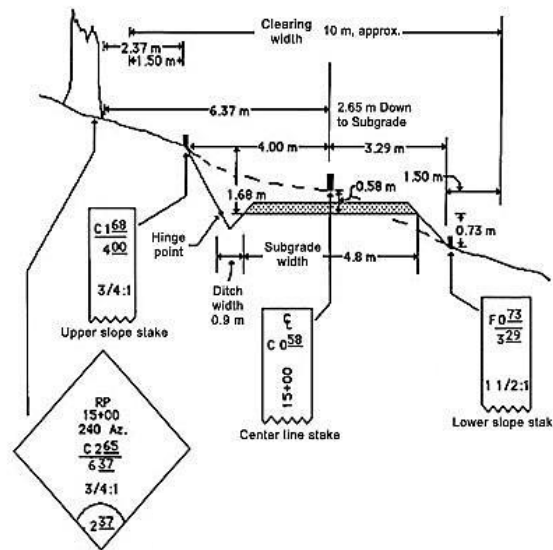 Clearing width 10 m, approx.
2.37 m
1.50 m
6.37 m
2.65 m Down
to Subgrade
4.00 m
3.29 m
1.50 m
0.58 m
1.68 m
0.73 m
Hinge
point
Subgrade
width
4.8 m
Ditch
width
0.9 m
C 1 68
4 00
3/4:1
Upper slope stake
℄
C 0 58
15+00
Center line stake
F 0 73
3 29
1 1/2:1
Lower slope stak
RP
15+00
240 Az.
C 2 65
6 37
3/4:1
2 37